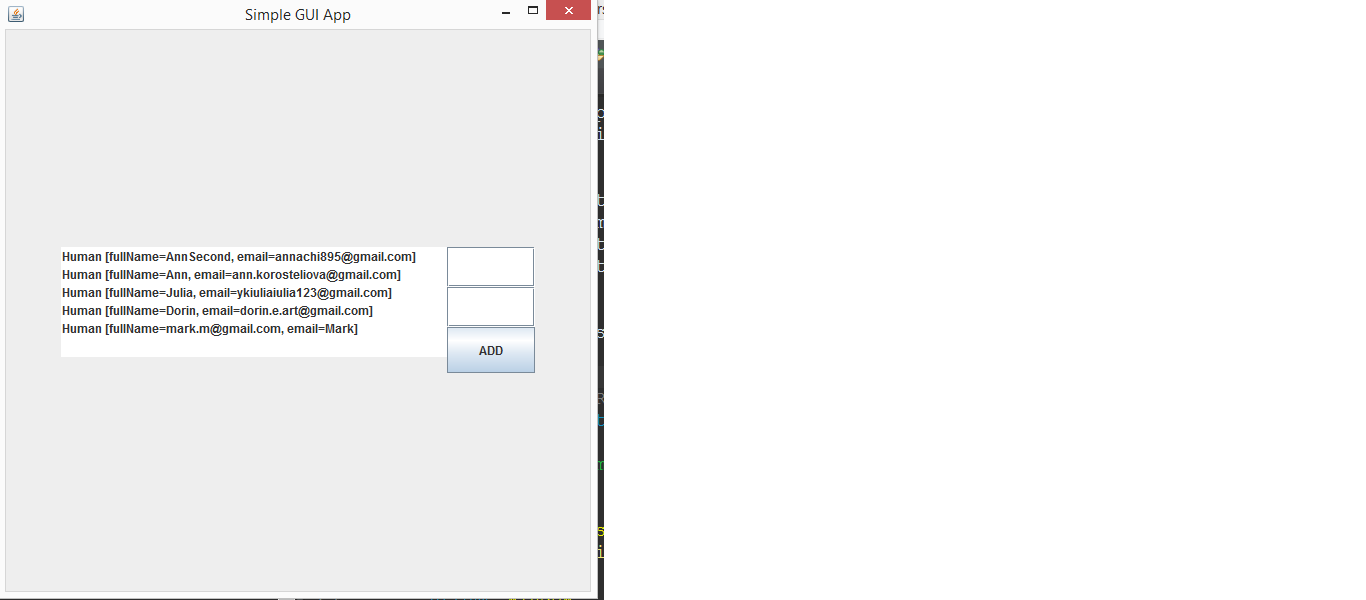 Simple GUI App
Human [fullName=Ann Second, email=annachi895@gmail.com]
Human [fullName=Ann, email=ann.korosteliova@gmail.com]
Human [fullName=Julia, email=ykiuliaiulia123@gmail.com]
Human [fullName=Dorin, email=dorin.e.art@gmail.com]
Human [fullName=mark.m@gmail.com, email=Mark]
ADD